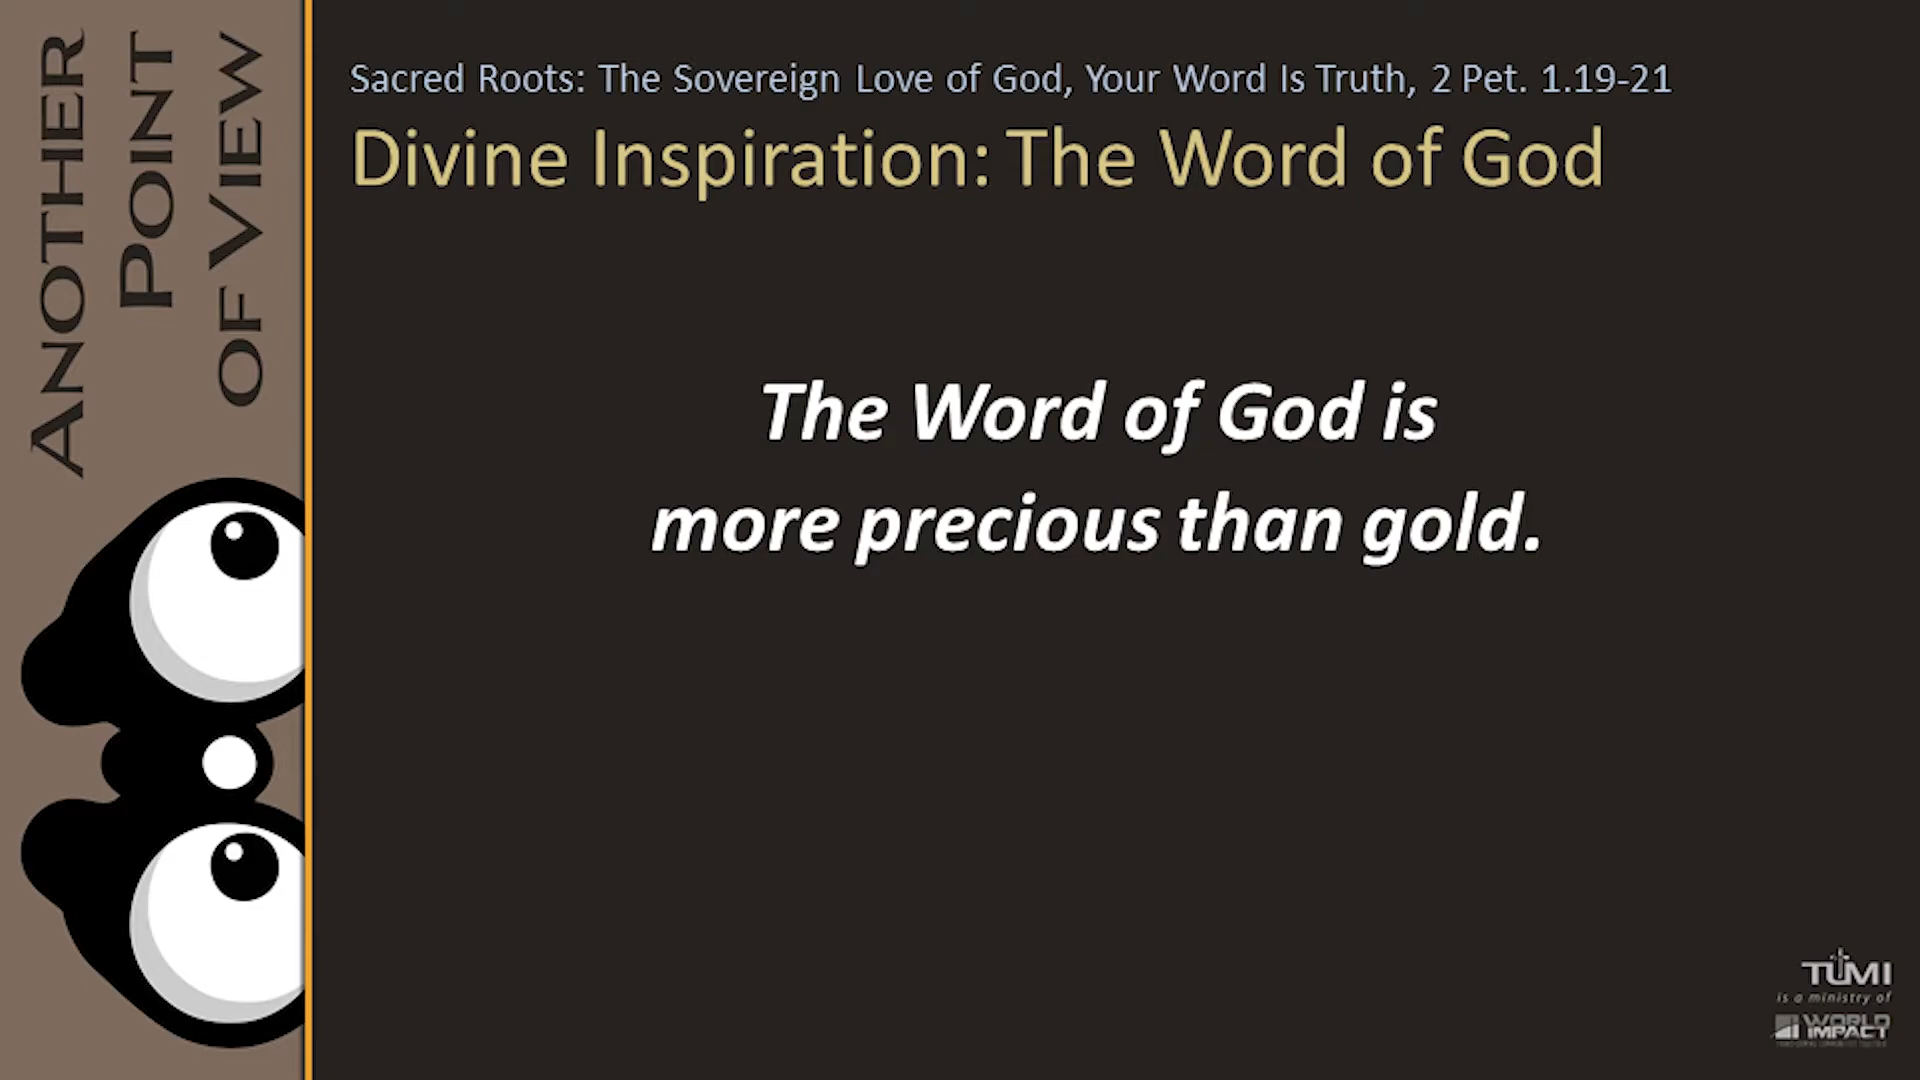 ANOTHER
POINT
OF VIEW
Sacred Roots: The Sovereign Love of God, Your Word Is Truth, 2 Pet. 1.19-21
Divine Inspiration: The Word of God
The Word of God is
more precious than gold.
TUMI
is a ministry of
WORLD
IMPACT